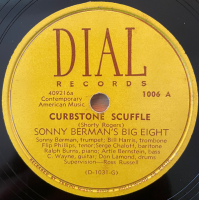 DIAL
RECORDS
409216a
Contemporary
American Music
1006 A
CURBSTONE SCUFFLE
(Shorty Rogers)
SONNY BERMAN'S BIG EIGHT
Sonny Berman, trumpet; Bill Harris, trombone
Flip Phillips, tenor; Serge Chaloff, baritone
Ralph Burns, piano; Artie Bernstein, bass
C. Wayne, guitar; Don Lamond, drums
Supervision—Ross Russell
(D-1031-G)